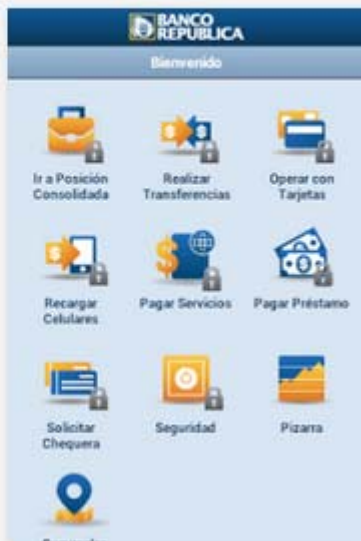 BANCO
REPUBLICA
Bienvenido
Ir a Posición
Consolidada
Realizar
Transferencias
Operar con
Tarjetas
Recargar
Celulares
Pagar Servicios
Pagar Préstamo
Solicitar
Chequera
Seguridad
Pizarra